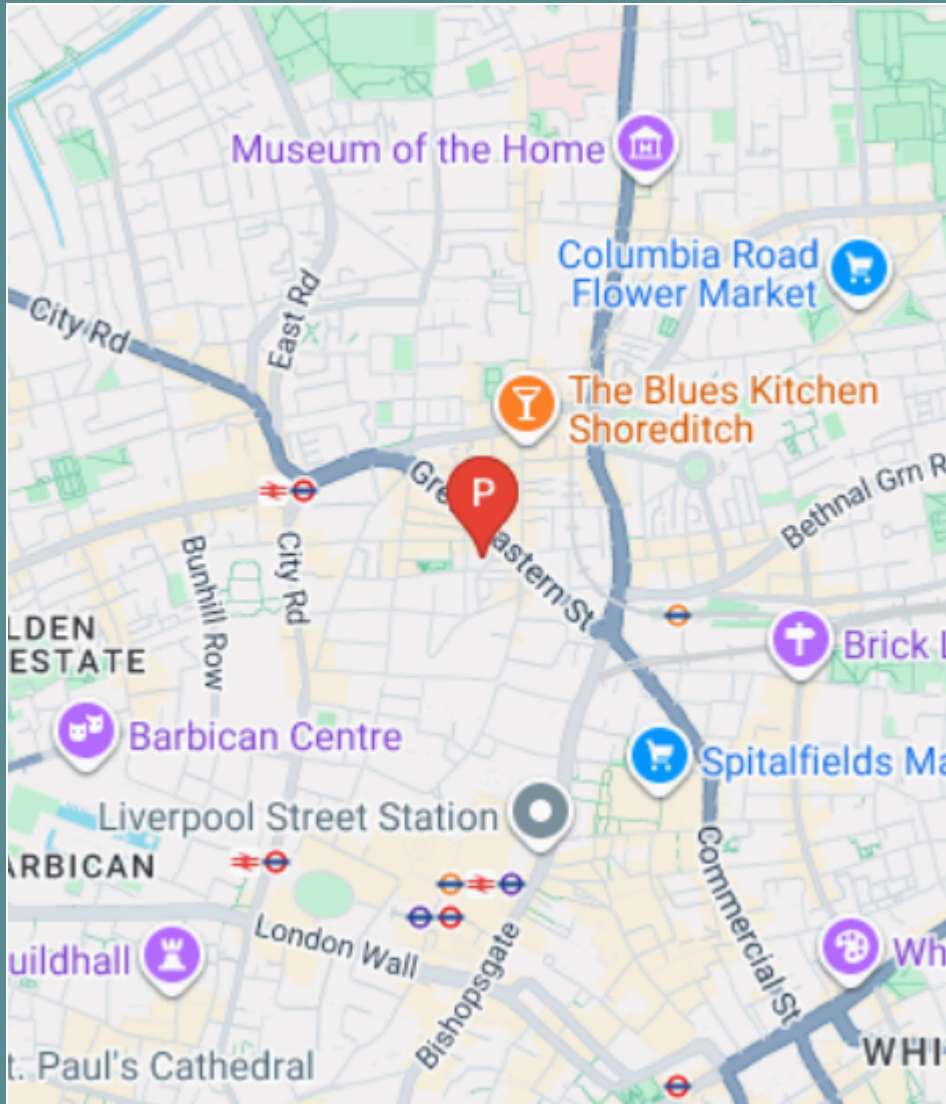 Museum of the Home
Columbia Road
Flower Market
City Rd
East Rd
The Blues Kitchen
Shoreditch
Gre
P
astern St
Bethnal Grn R
Bunhill Row
City Rd
LDEN
ESTATE
Brick L
Barbican Centre
Spitalfields Ma
Liverpool Street Station
ARBICAN
Commercial St
London Wall
Bishopsgate
uildhall
Wh
t. Paul's Cathedral
WHI